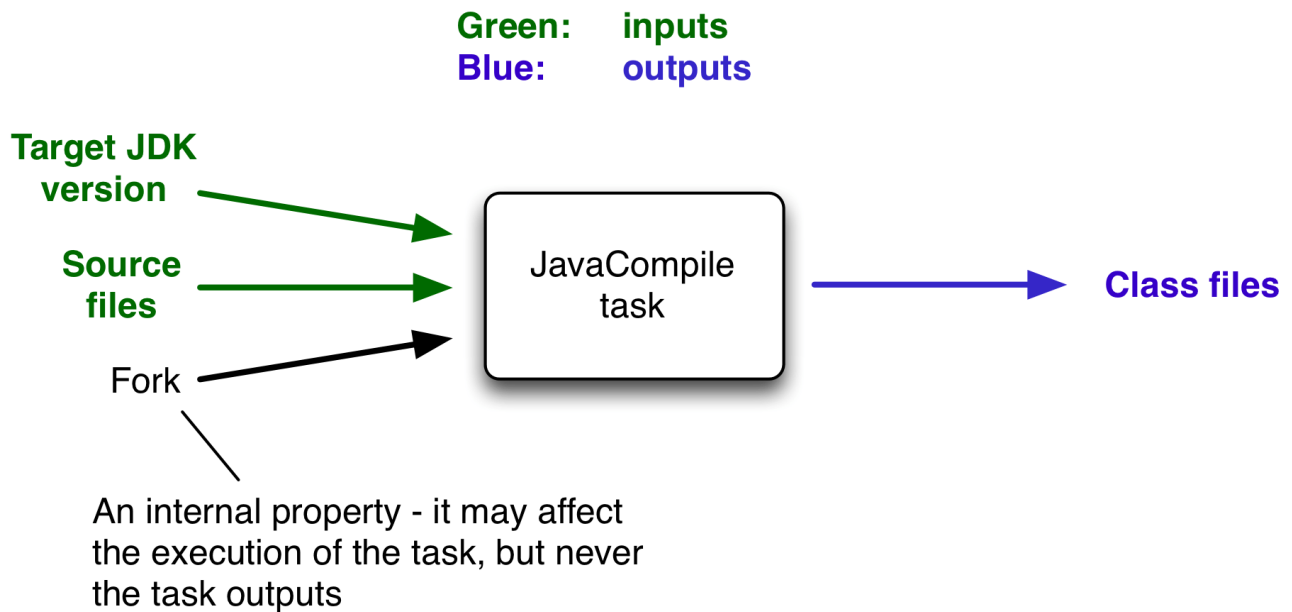 Green: inputs
Blue: outputs
Target JDK
version
Source
files
Fork
JavaCompile
task
Class files
An internal property - it may affect
the execution of the task, but never
the task outputs